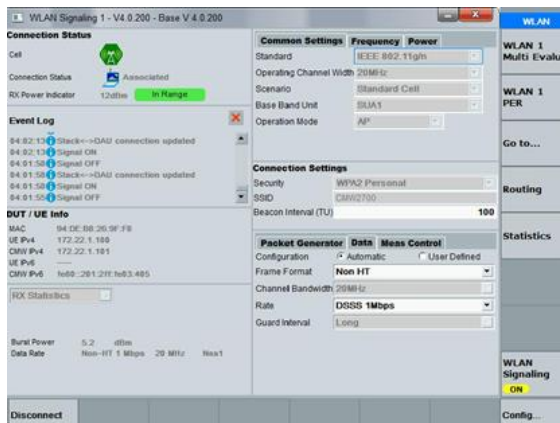 WLAN Signaling 1 - V4.0.200 - Base V 4.0.200
WLAN
Connection Status
Cell
Connection Status
Associated
RX Power Indicator
12dBm
In Range
Event Log
04:02:13 Stack<-->DAU connection updated
04:02:13 Signal ON
04:01:58 Signal OFF
04:01:58 Stack<-->DAU connection updated
04:01:58 Signal ON
04:01:55 Signal OFF
DUT / UE Info
MAC
UE IPv4 172.22.1.100
CMW IPv4 172.22.1.101
UE IPv6 ----
CMW IPv6
RX Statistics
Burst Power 5.2 dBm
Data Rate Non-HT 1 Mbps 20 MHz Nss1
Disconnect
Common Settings Frequency Power
Standard IEEE 802.11g/n
Operating Channel Width 20MHz
Scenario Standard Cell
Base Band Unit SUA1
Operation Mode AP
Connection Settings
Security WPA2 Personal
SSID CMW2700
Beacon Interval (TU) 100
Packet Generator Data Meas Control
Configuration Automatic User Defined
Frame Format Non HT
Channel Bandwidth 20MHz
Rate DSSS 1Mbps
Guard Interval Long
WLAN 1
Multi Evalu
WLAN 1
PER
Go to...
Routing
Statistics
WLAN
Signaling
ON
Config...